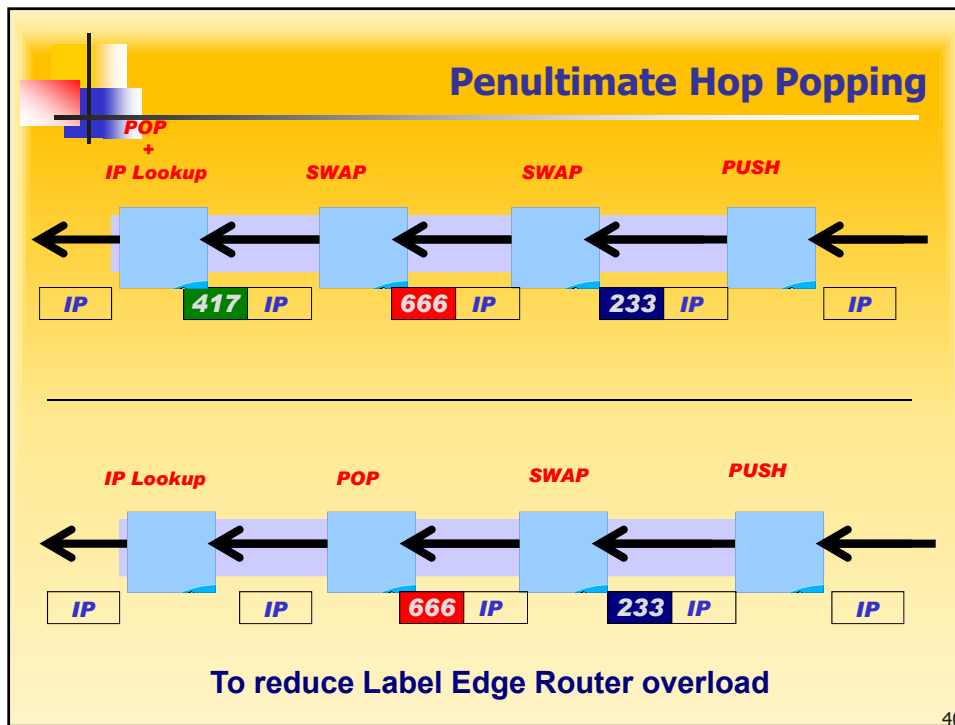 Penultimate Hop Popping
POP
+
IP Lookup
SWAP
SWAP
PUSH
IP
417 IP
666 IP
233 IP
IP
IP Lookup
POP
SWAP
PUSH
IP
IP
666 IP
233 IP
IP
To reduce Label Edge Router overload